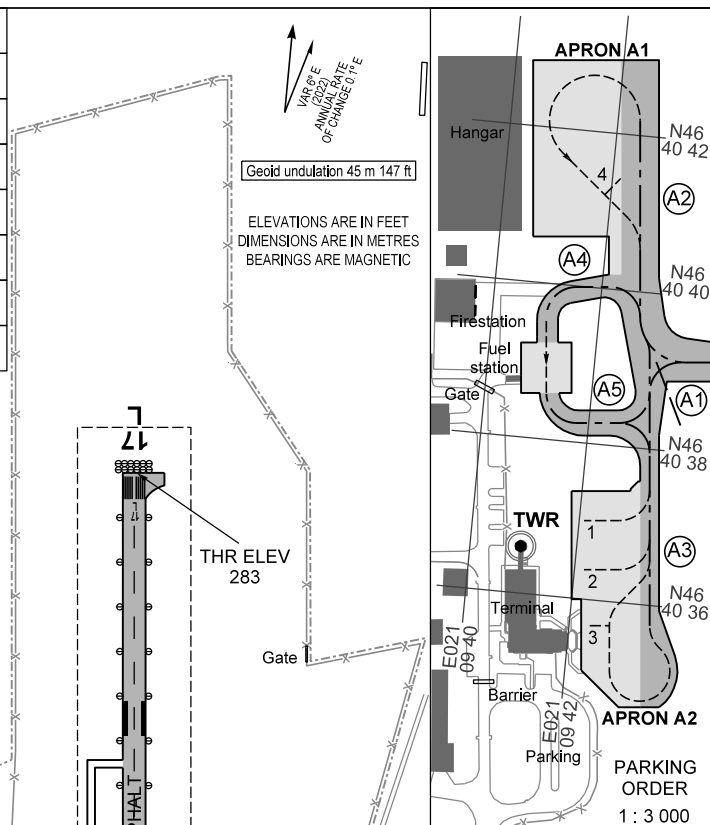 VAR 6° E
(2022)
ANNUAL RATE
OF CHANGE 0.1° E
Geoid undulation 45 m 147 ft
ELEVATIONS ARE IN FEET
DIMENSIONS ARE IN METRES
BEARINGS ARE MAGNETIC
17
L
17
L
THR ELEV
283
Gate
APRON A1
Hangar
4
N46
40 42
A2
A4
N46
40 40
Firestation
Fuel
station
Gate
A5
A1
N46
40 38
TWR
1
A3
2
N46
40 36
Terminal
3
E021
09 40
Barrier
E021
09 42
APRON A2
Parking
PARKING
ORDER
1 : 3 000
PHALT